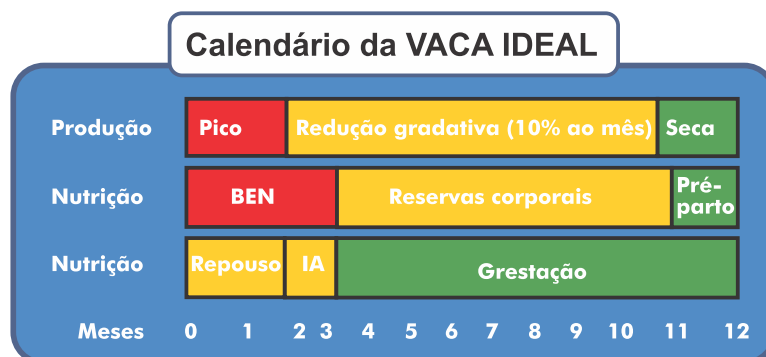 Calendário da VACA IDEAL
Produção Pico Redução gradativa (10% ao mês) Seca
Nutrição BEN Reservas corporais Pré-
parto
Nutrição Repouso IA Grestação
Meses 0 1 2 3 4 5 6 7 8 9 10 11 12